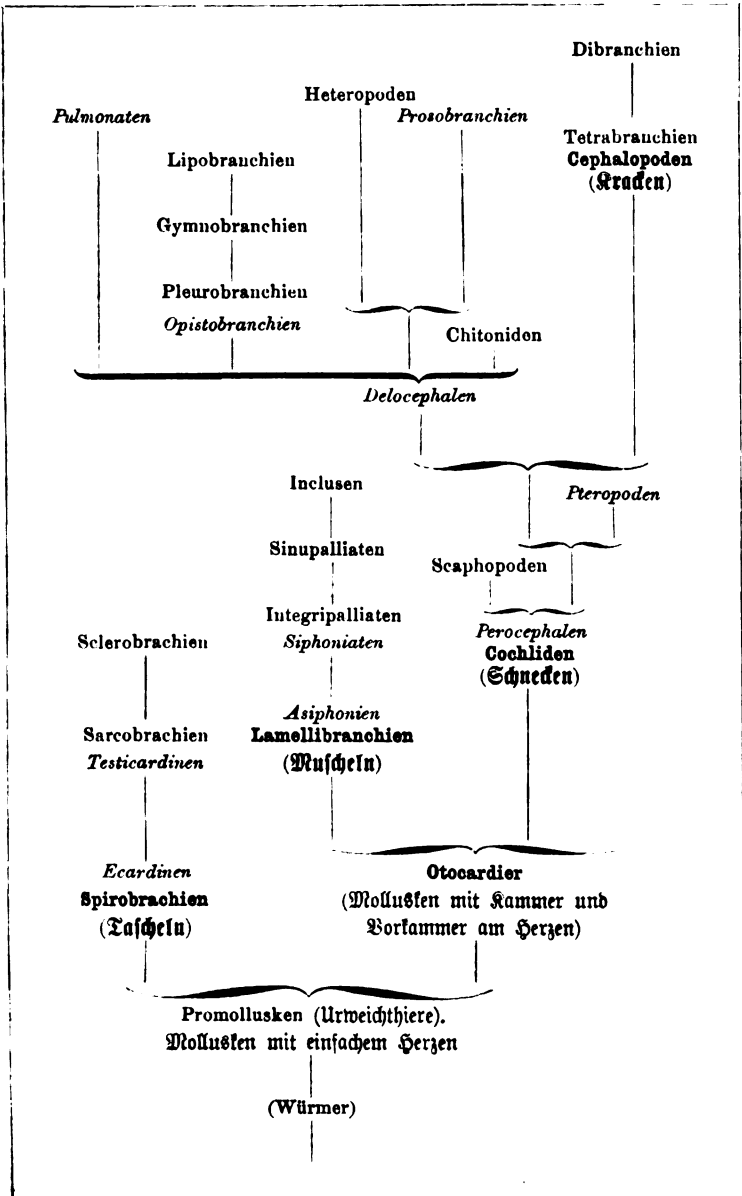 Dibranchien
Heteropoden
Pulmonaten
Prosobranchien
Tetrabranchien
Cephalopoden
(Kracken)
Lipobranchien
Gymnobranchien
Pleurobranchien
Opistobranchien
Chitoniden
Delocephalen
Inclusen
Pteropoden
Sinupalliaten
Scaphopoden
Integripalliaten
Siphoniaten
Perocephalen
Cochliden
(Schnecken)
Sclerobrachien
Asiphonien
Lamellibranchien
(Muscheln)
Sarcobrachien
Testicardinen
Ecardinen
Spirobrachien
(Tascheln)
Otocardier
(Mollusken mit Kammer und
Vorkammer am Herzen)
Promollusken (Urweichthiere).
Mollusken mit einfachem Herzen
(Würmer)